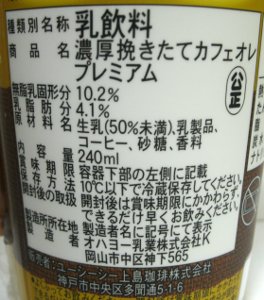 種類別名称 乳飲料
商品名 濃厚挽きたてカフェオレ
プレミアム
公正
無脂乳固形分 10.2%
乳脂肪分 4.1%
原材料名 生乳(50%未満)、乳製品、
コーヒー、砂糖、香料
内容量 240ml
賞味期限 容器下部の左側に記載
保存方法 10℃以下で冷蔵保存してください。
開封後の取扱 開封後は賞味期限にかかわらず、
できるだけ早くお飲みください。
製造所所在地 製造者名に記号にて表示
製造者 オハヨー乳業株式会社K
岡山市中区神下565
販売者:ユーシーシー上島珈琲株式会社
神戸市中央区多聞通5-1-6